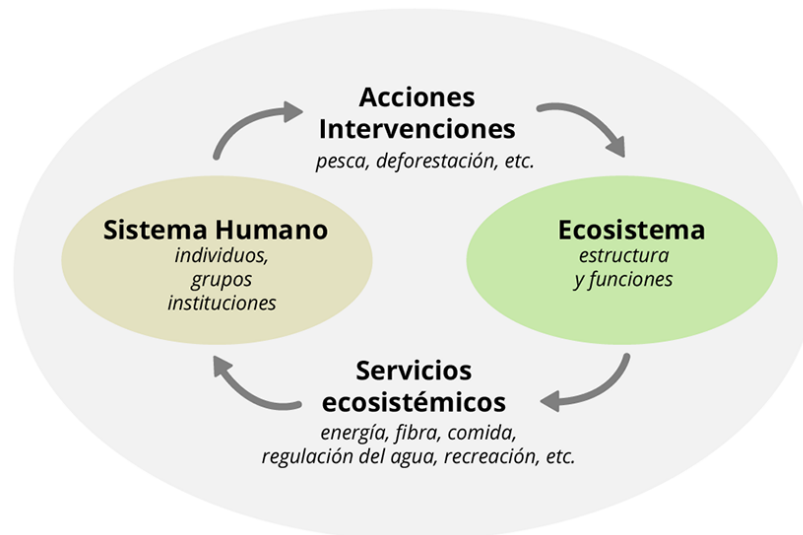 Acciones
Intervenciones
pesca, deforestación, etc.
Sistema Humano
individuos,
grupos
instituciones
Ecosistema
estructura
y funciones
Servicios
ecosistémicos
energía, fibra, comida,
regulación del agua, recreación, etc.